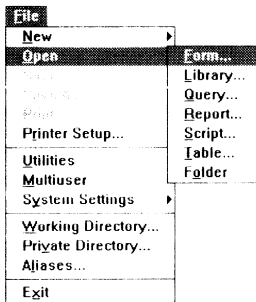 File
New
Open
Printer Setup...
Utilities
Multiuser
System Settings
Working Directory...
Private Directory...
Aliases...
Exit
Form...
Library...
Query...
Report...
Script...
Table...
Folder